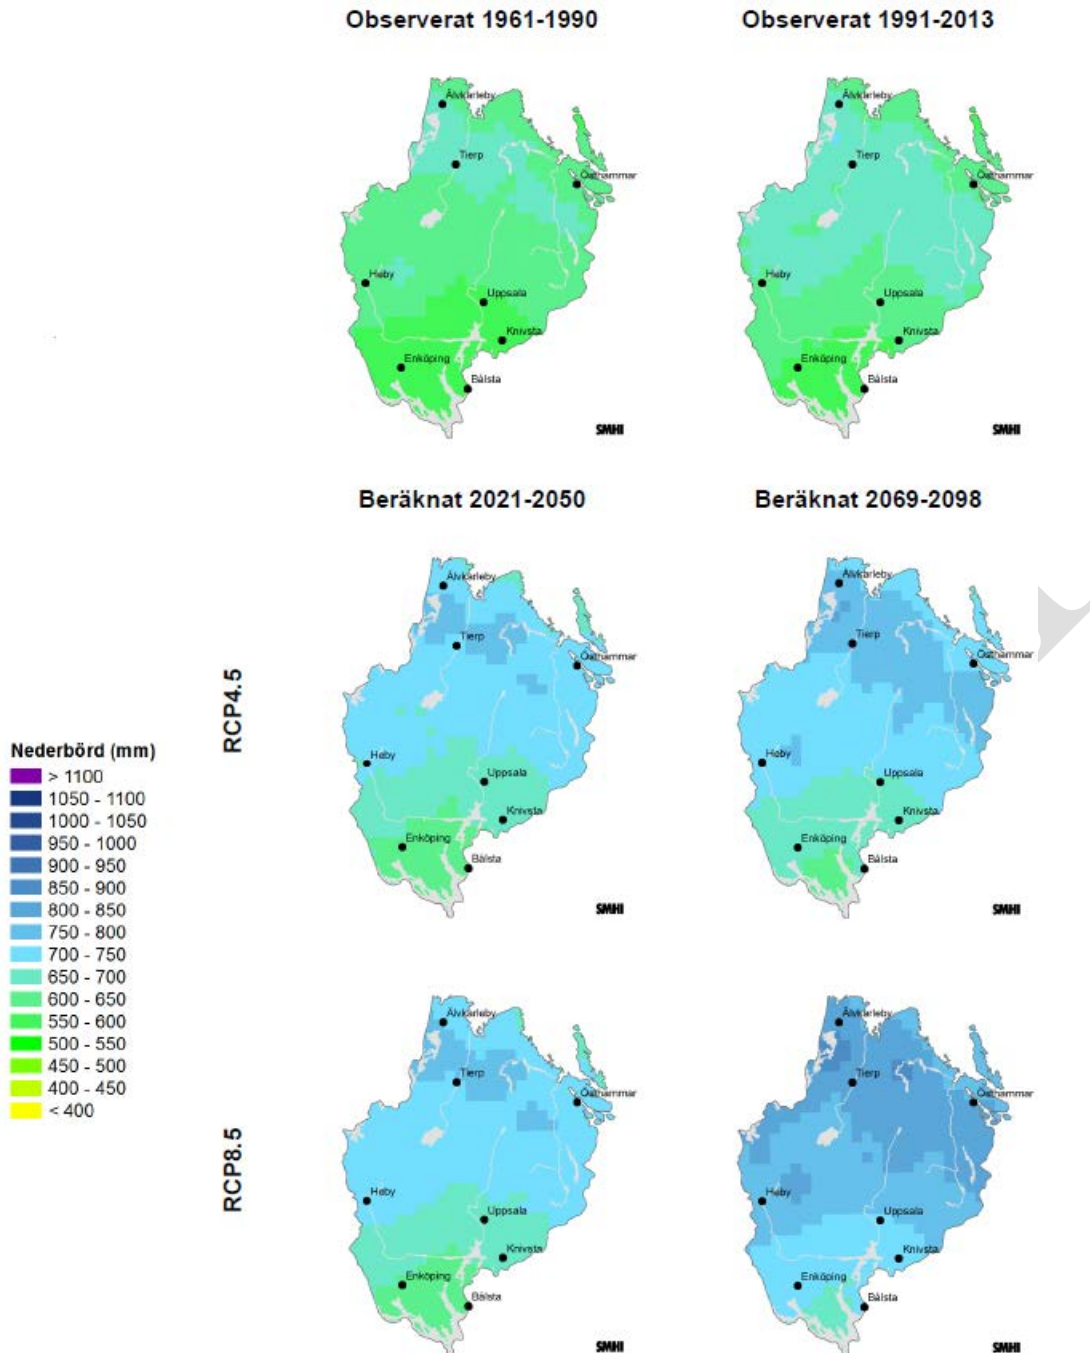 Observerat 1961-1990
Observerat 1991-2013
Älvkarleby
Tierp
Östhammar
Heby
Uppsala
Knivsta
Enköping
Bålsta
SMHI
Älvkarleby
Tierp
Östhammar
Heby
Uppsala
Knivsta
Enköping
Bålsta
SMHI
Beräknat 2021-2050
Beräknat 2069-2098
RCP4.5
Älvkarleby
Tierp
Östhammar
Heby
Uppsala
Knivsta
Enköping
Bålsta
SMHI
Älvkarleby
Tierp
Östhammar
Heby
Uppsala
Knivsta
Enköping
Bålsta
SMHI
Nederbörd (mm)
> 1100
1050 - 1100
1000 - 1050
950 - 1000
900 - 950
850 - 900
800 - 850
750 - 800
700 - 750
650 - 700
600 - 650
550 - 600
500 - 550
450 - 500
400 - 450
< 400
RCP8.5
Älvkarleby
Tierp
Östhammar
Heby
Uppsala
Knivsta
Enköping
Bålsta
SMHI
Älvkarleby
Tierp
Östhammar
Heby
Uppsala
Knivsta
Enköping
Bålsta
SMHI